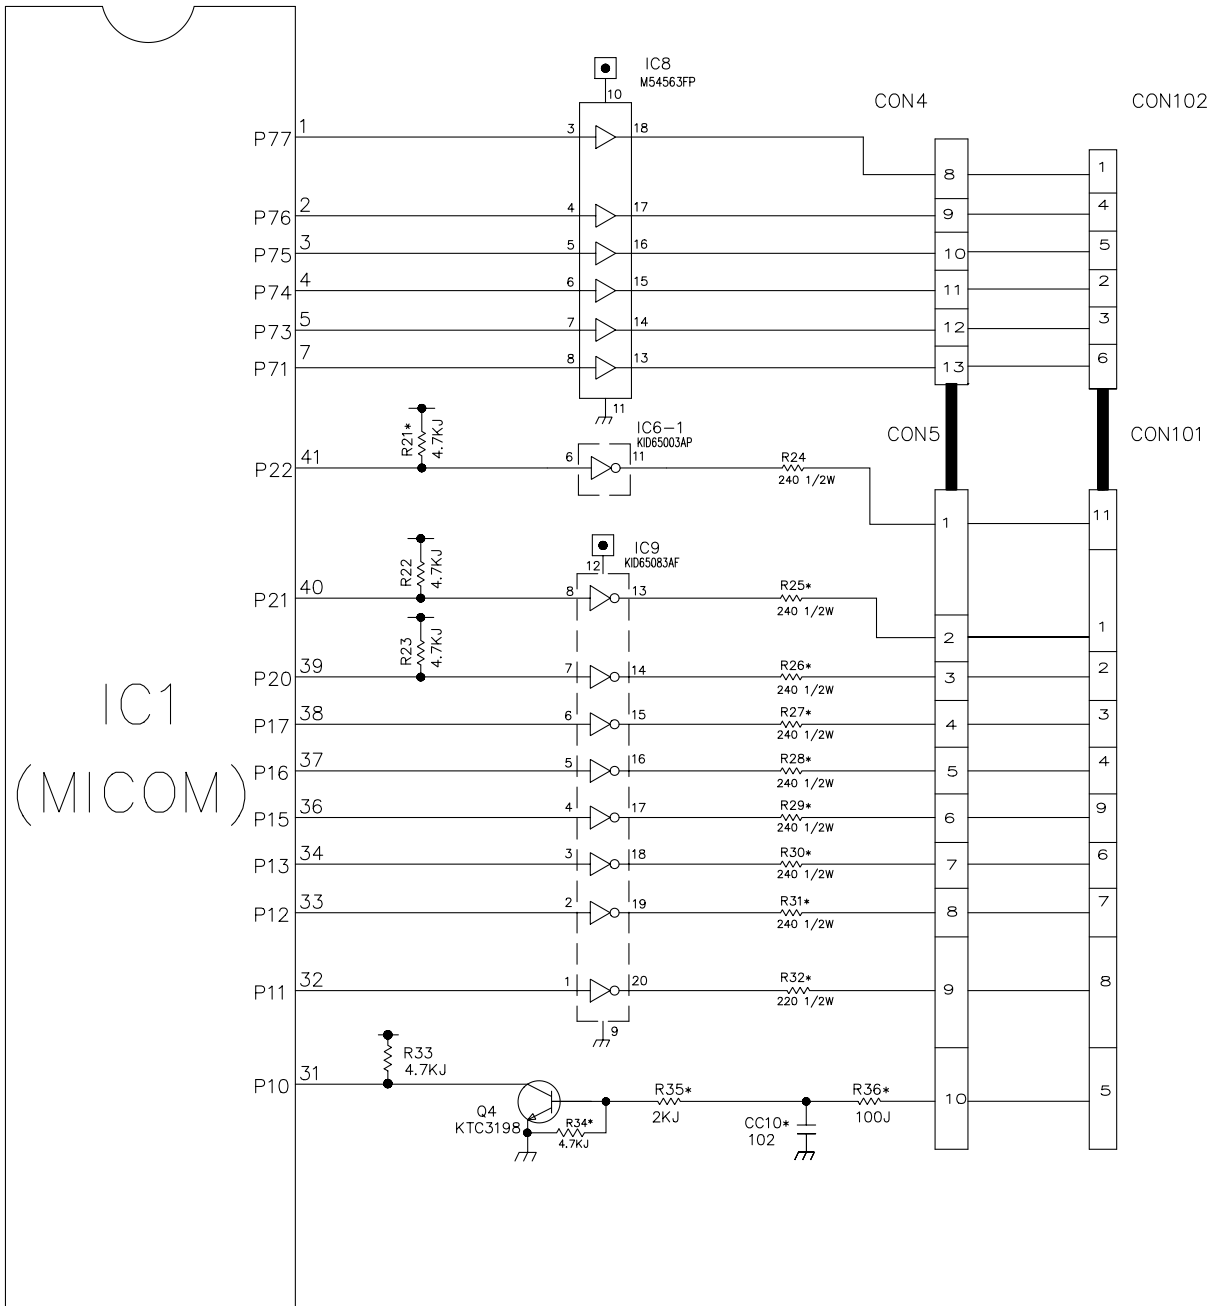 IC8
M54563FP
10
CON4
CON102
P77 1 3 18 8 1
P76 2 4 17 9 4
P75 3 5 16 10 5
P74 4 6 15 11 2
P73 5 7 14 12 3
P71 7 8 13 13 6
11
R21*
4.7KJ
IC6-1
KID65003AP
CON5
CON101
P22 41 6 11
R24
240 1/2W
1 11
R22
4.7KJ
IC9
KID65083AF
12
P21 40 8 13
R25*
240 1/2W
2 1
R23
4.7KJ
P20 39 7 14
R26*
240 1/2W
3 2
IC1
(MICOM)
P17 38 6 15
R27*
240 1/2W
4 3
P16 37 5 16
R28*
240 1/2W
5 4
P15 36 4 17
R29*
240 1/2W
6 9
P13 34 3 18
R30*
240 1/2W
7 6
P12 33 2 19
R31*
240 1/2W
8 7
P11 32 1 20
R32*
220 1/2W
9 8
9
R33
4.7KJ
P10 31
Q4
KTC3198
R34*
4.7KJ
R35*
2KJ
CC10*
102
R36*
100J
10 5